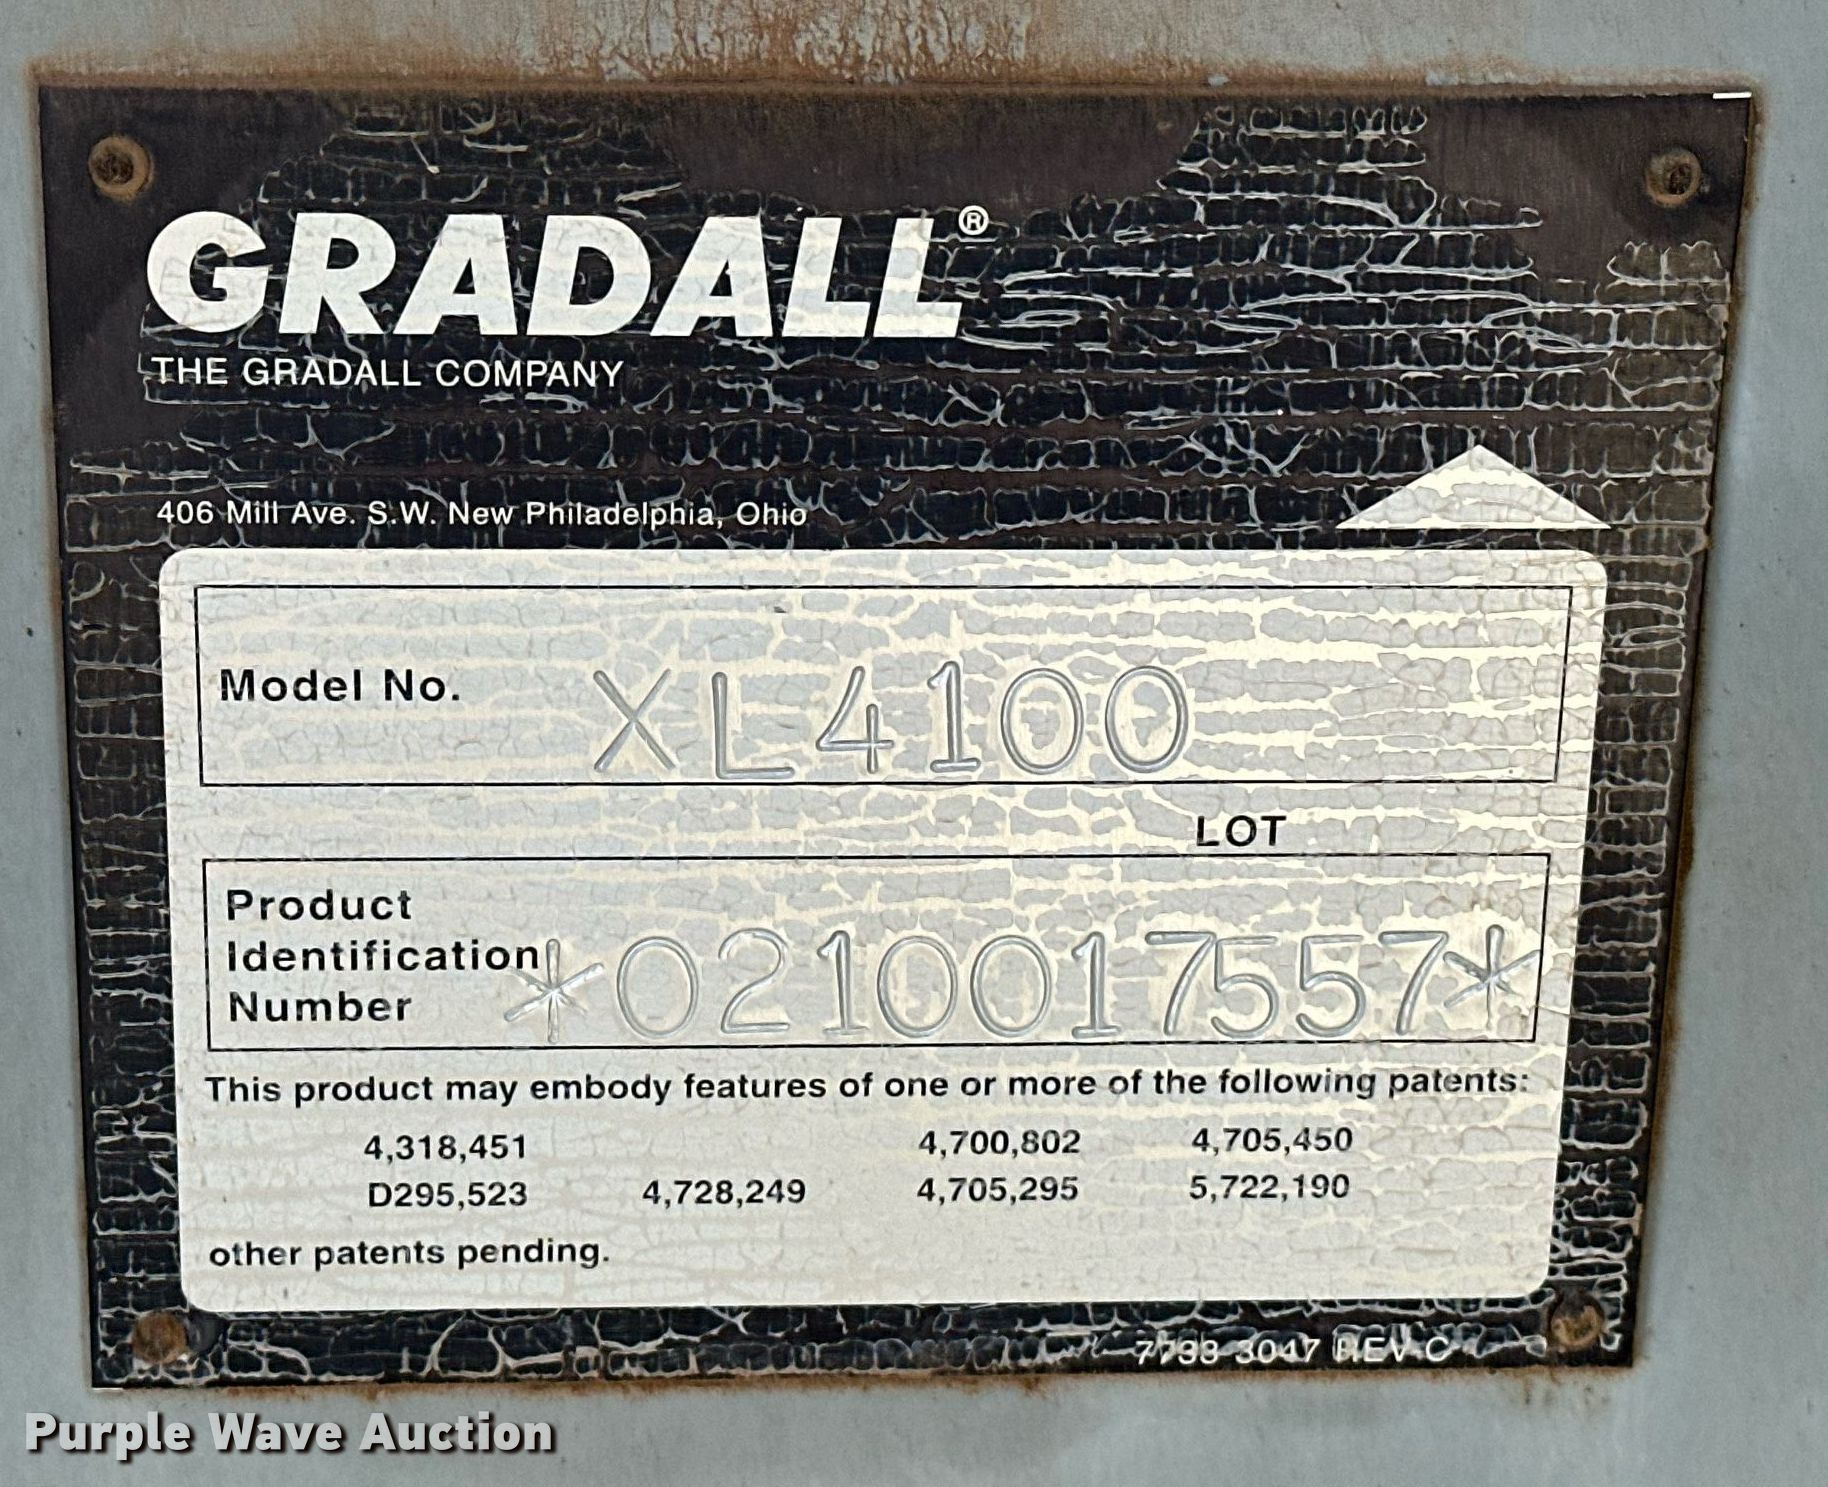 GRADALL®
THE GRADALL COMPANY
406 Mill Ave. S.W. New Philadelphia, Ohio
Model No. XL4100
LOT
Product
Identification
Number *0210017557*
This product may embody features of one or more of the following patents:
4,318,451 4,700,802 4,705,450
D295,523 4,728,249 4,705,295 5,722,190
other patents pending.
7733-3047 REV-C
Purple Wave Auction